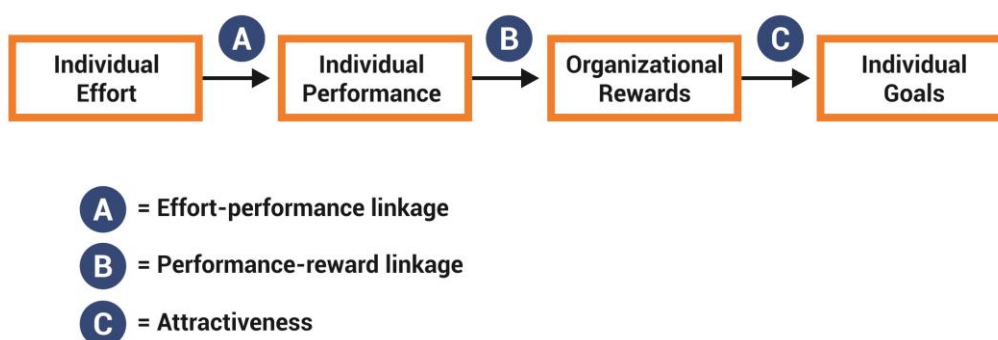 A
B
C
Individual
Effort
Individual
Performance
Organizational
Rewards
Individual
Goals
A = Effort-performance linkage
B = Performance-reward linkage
C = Attractiveness